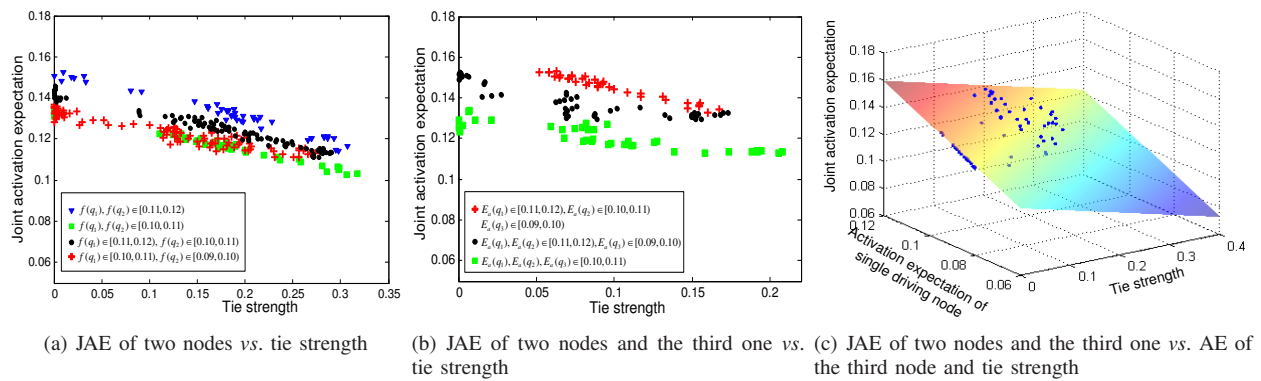 0.18
0.16
0.14
0.12
0.1
0.08
0.06
Joint activation expectation
f(q₁), f(q₂)∈[0.11,0.12)
f(q₁), f(q₂)∈[0.10,0.11)
f(q₁)∈[0.11,0.12), f(q₂)∈[0.10,0.11)
f(q₁)∈[0.10,0.11), f(q₂)∈[0.09,0.10)
0 0.05 0.1 0.15 0.2 0.25 0.3 0.35
Tie strength
(a) JAE of two nodes vs. tie strength
0.18
0.16
0.14
0.12
0.1
0.08
0.06
Joint activation expectation
Eₐ(q₁)∈[0.11,0.12), Eₐ(q₂)∈[0.10,0.11)
Eₐ(q₃)∈[0.09,0.10)
Eₐ(q₁), Eₐ(q₂)∈[0.11,0.12), Eₐ(q₃)∈[0.09,0.10)
Eₐ(q₁), Eₐ(q₂), Eₐ(q₃)∈[0.10,0.11)
0 0.05 0.1 0.15 0.2
Tie strength
(b) JAE of two nodes and the third one vs.
tie strength
0.18
0.16
0.14
0.12
0.1
0.08
0.06
Joint activation expectation
0.12
0.1
0.08
0.06
Activation expectation of
single driving node
0
0.1
0.2
0.3
0.4
Tie strength
(c) JAE of two nodes and the third one vs. AE of
the third node and tie strength